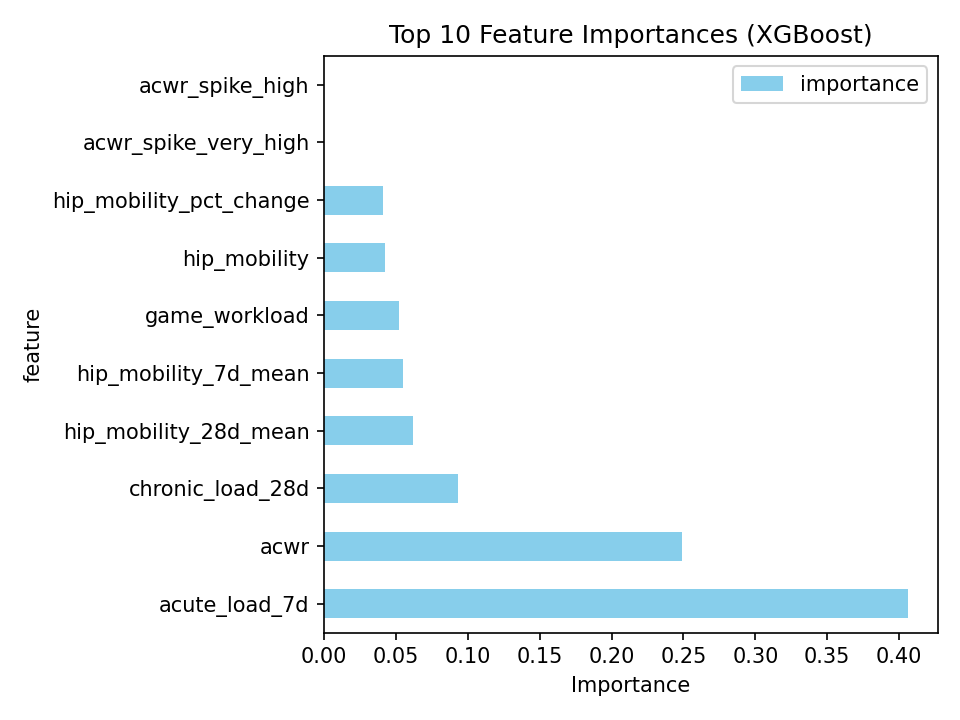 Top 10 Feature Importances (XGBoost)
importance
acwr_spike_high
acwr_spike_very_high
hip_mobility_pct_change
hip_mobility
game_workload
hip_mobility_7d_mean
hip_mobility_28d_mean
chronic_load_28d
acwr
acute_load_7d
feature
0.00 0.05 0.10 0.15 0.20 0.25 0.30 0.35 0.40
Importance